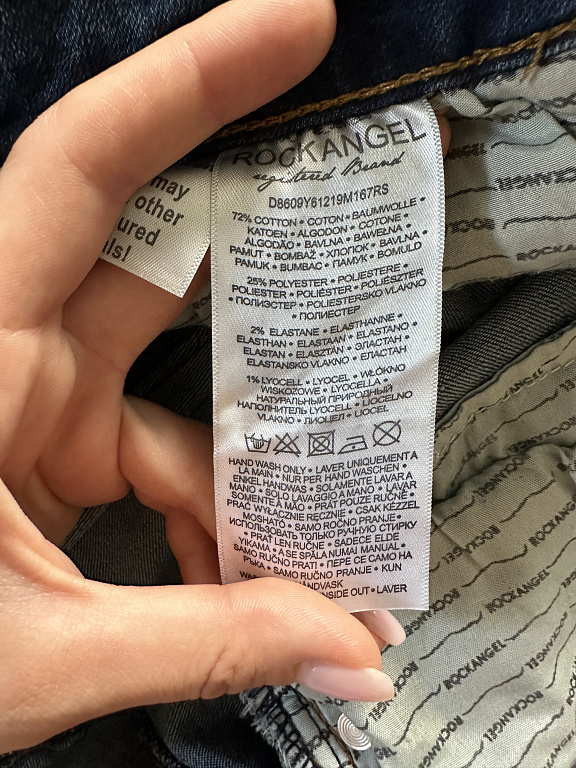 may
other
ured
ls!
ROCKANGEL
registered Brand
D8609Y61219M167RS
72% COTTON • COTON • BAUMWOLLE •
KATOEN • ALGODON • COTONE •
ALGODÃO • BAVLNA • BAWEŁNA •
PAMUT • BOMBAŽ • ХЛОПОК • BAVLNA •
PAMUK • BUMBAC • ПАМУК • BOMULD
25% POLYESTER • POLIESTERE •
POLIESTER • POLIÉSTER • POLIÉSZTER
• ПОЛИЭСТЕР • POLIESTERSKO VLAKNO
• ПОЛИЕСТЕР
2% ELASTANE • ELASTHANNE •
ELASTHAN • ELASTAAN • ELASTANO •
ELASTAN • ELASZTÁN • ЭЛАСТАН •
ELASTANSKO VLAKNO • ЕЛАСТАН
1% LYOCELL • LYOCEL • WŁÓKNO
WISKOZOWE • LYOCELLA •
НАТУРАЛЬНЫЙ ПРИРОДНЫЙ
НАПОЛНИТЕЛЬ LYOCELL • LIOCELNO
VLAKNO • ЛИОЦЕЛ • LIOCEL
HAND WASH ONLY • LAVER UNIQUEMENT A
LA MAIN • NUR PER HAND WASCHEN •
ENKEL HANDWAS • SOLAMENTE LAVAR A
MANO • SOLO LAVAGGIO A MANO • LAVAR
SOMENTE À MÃO • PRÁT POUZE RUČNĚ •
PRAĆ WYŁĄCZNIE RĘCZNIE • CSAK KÉZZEL
MOSHATÓ • SAMO ROČNO PRANJE •
ИСПОЛЬЗОВАТЬ ТОЛЬКО РУЧНУЮ СТИРКУ
• PRAŤ LEN RUČNE • SADECE ELDE
YIKAMA • A SE SPĂLA NUMAI MANUAL •
SAMO RUČNO PRATI • ПЕРЕ СЕ САМО НА
РЪКА • SAMO RUČNO PRANJE • KUN
HÅNDVASK
INSIDE OUT • LAVER
ROCKANGEL
ROCKANGEL
ROCKANGEL
ROCKANGEL
ROCKANGEL
ROCKANGEL
ROCKANGEL